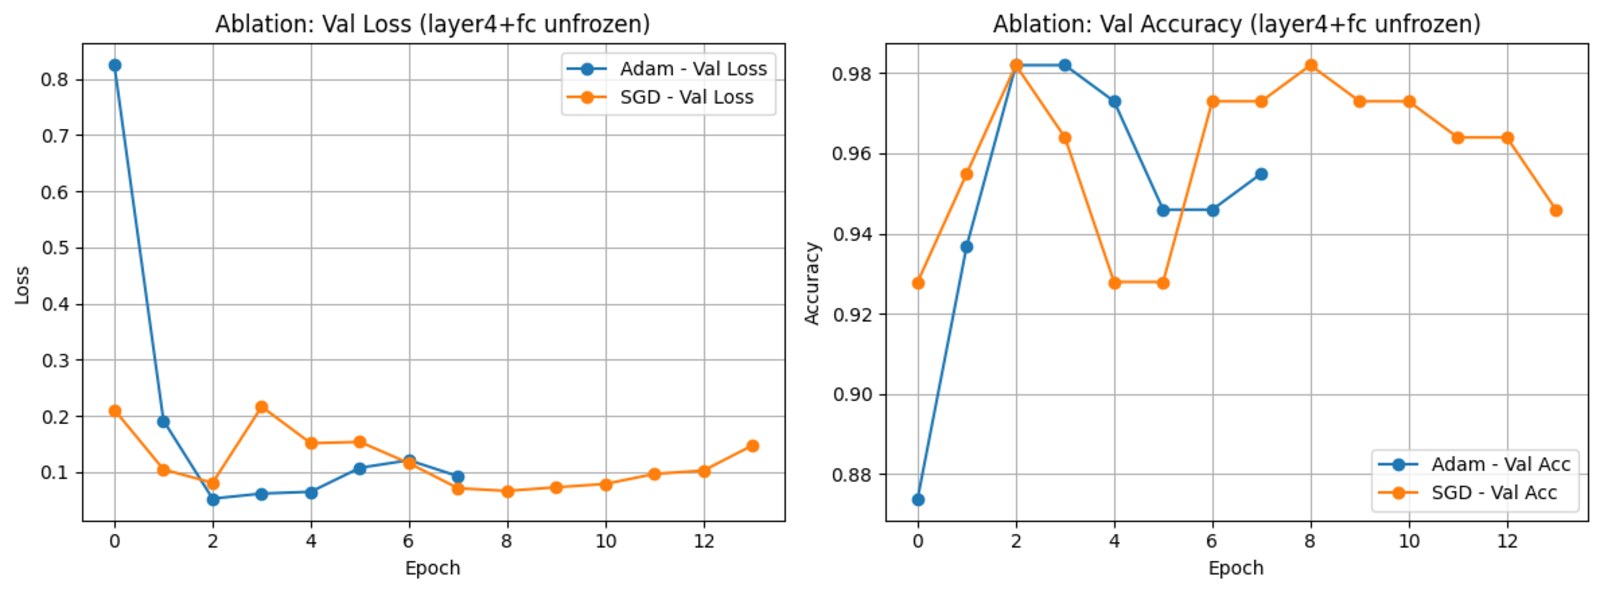 Ablation: Val Loss (layer4+fc unfrozen)
Adam - Val Loss
SGD - Val Loss
0.8
0.7
0.6
0.5
0.4
0.3
0.2
0.1
Loss
0 2 4 6 8 10 12
Epoch
Ablation: Val Accuracy (layer4+fc unfrozen)
0.98
0.96
0.94
0.92
0.90
0.88
Accuracy
Adam - Val Acc
SGD - Val Acc
0 2 4 6 8 10 12
Epoch